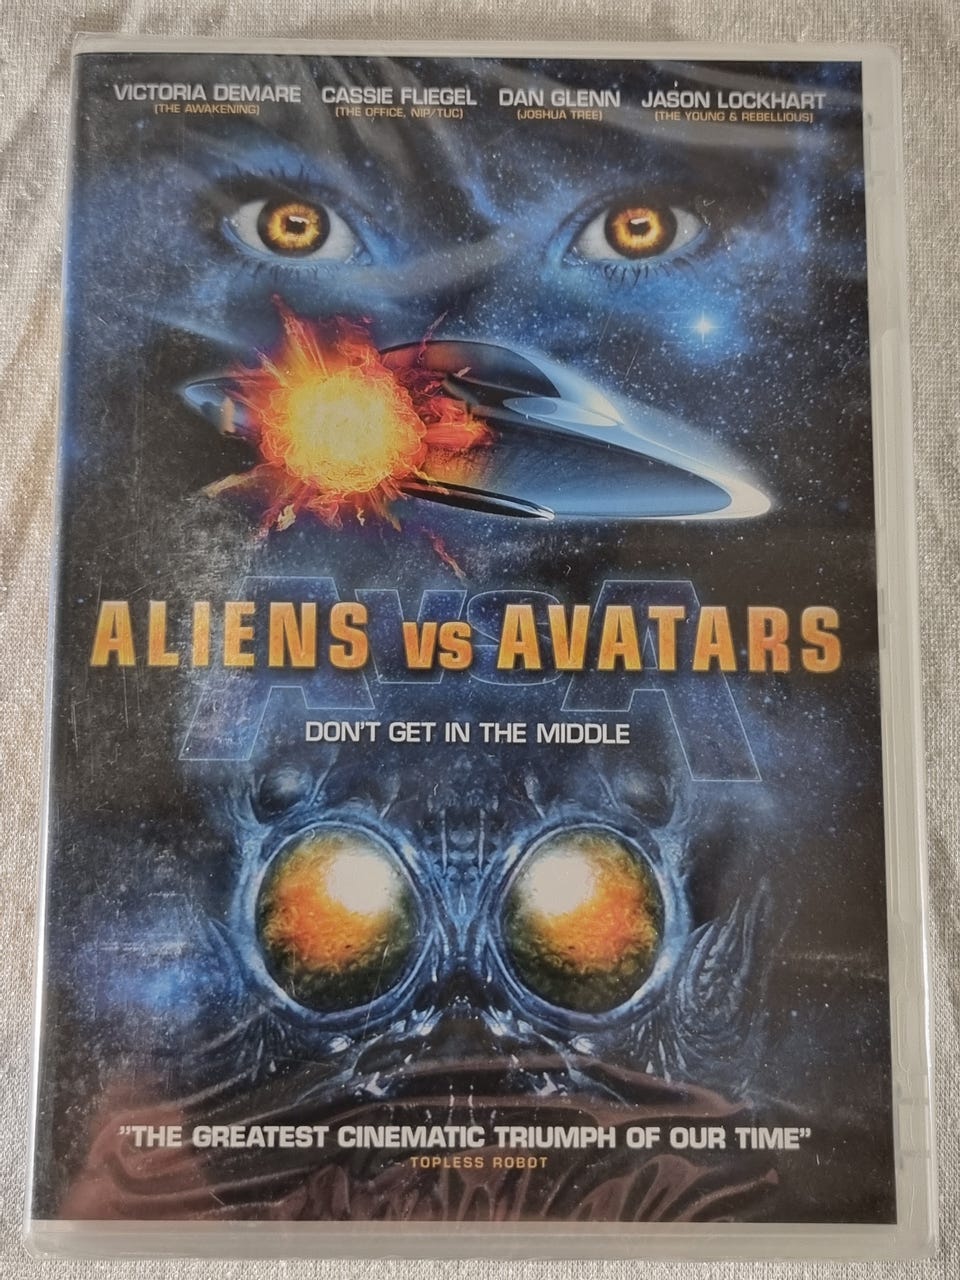 VICTORIA DEMARE CASSIE FLIEGEL DAN GLENN JASON LOCKHART
(THE AWAKENING) (THE OFFICE, NIP/TUC) (JOSHUA TREE) (THE YOUNG & REBELLIOUS)
AVSA
ALIENS VS AVATARS
DON'T GET IN THE MIDDLE
"THE GREATEST CINEMATIC TRIUMPH OF OUR TIME"
- TOPLESS ROBOT